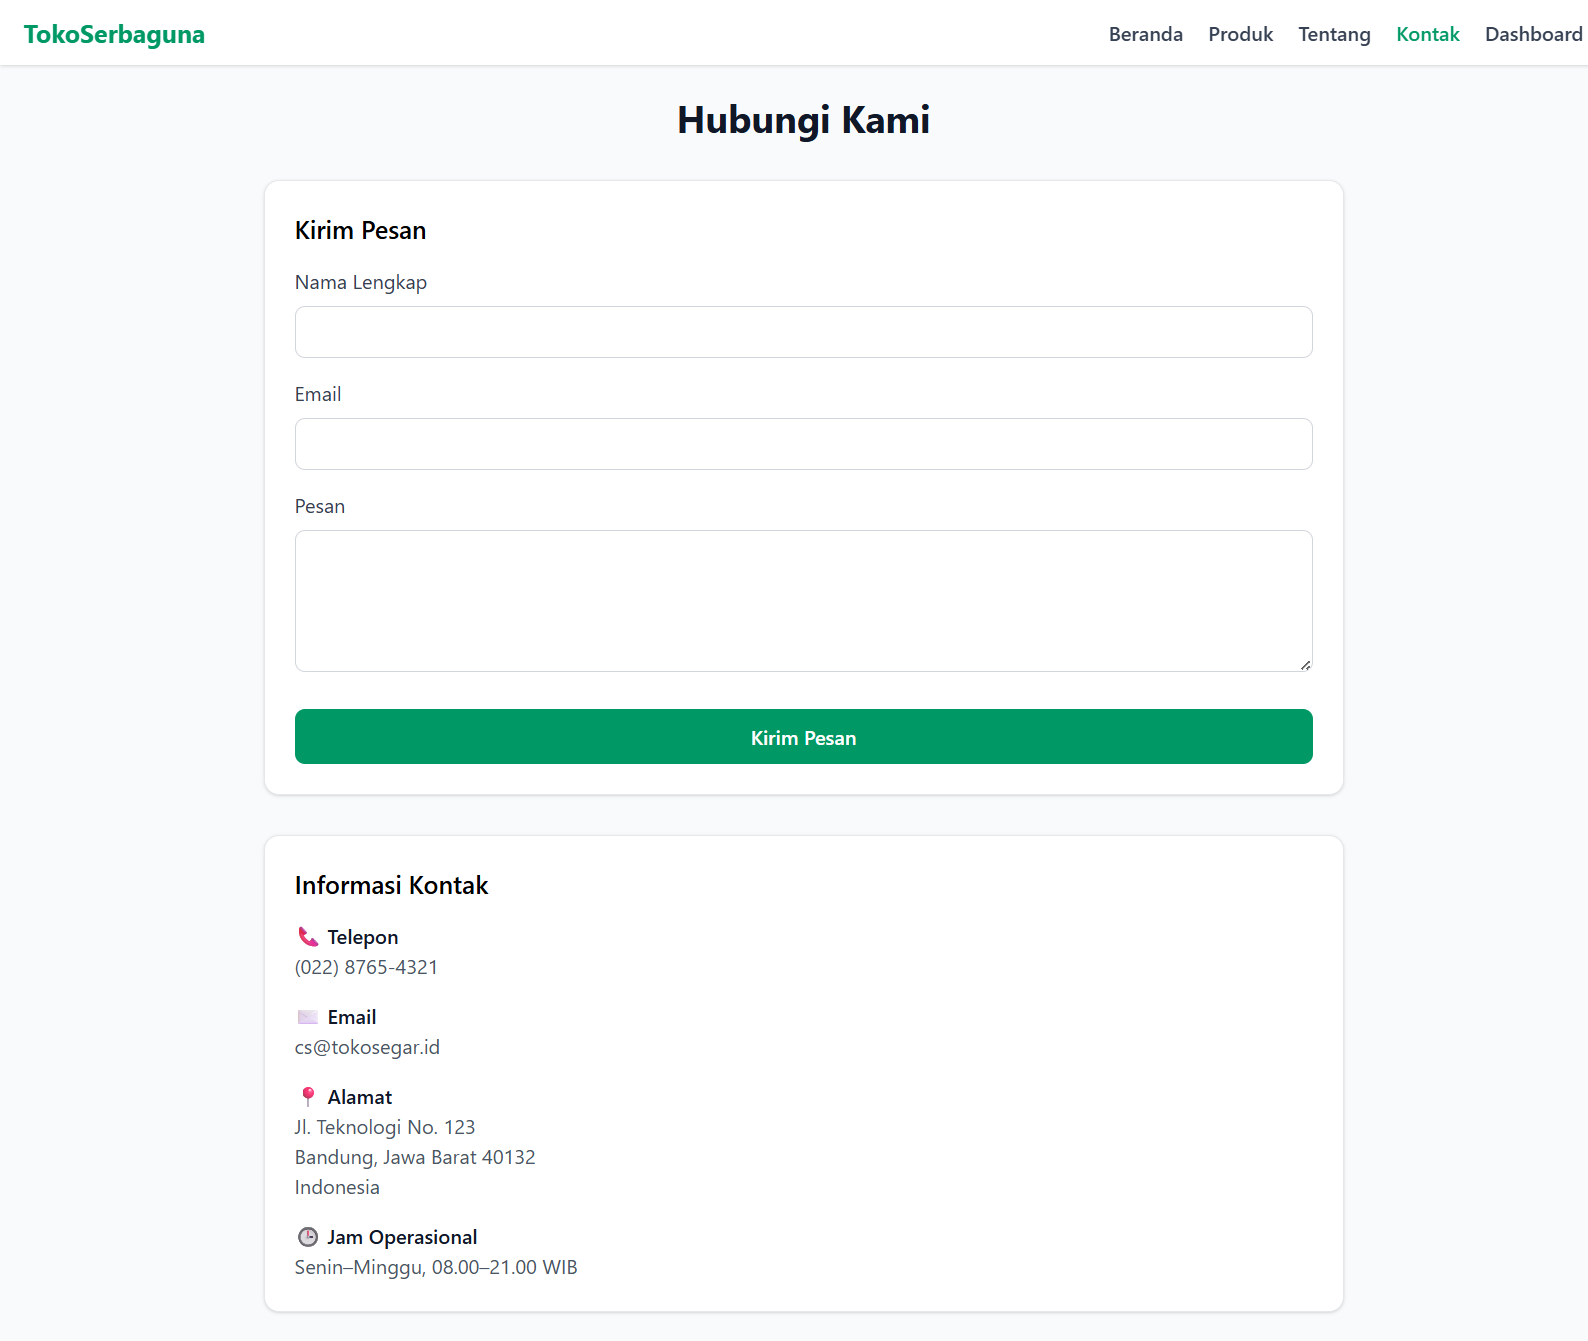 TokoSerbaguna
Beranda Produk Tentang Kontak Dashboard
Hubungi Kami
Kirim Pesan
Nama Lengkap
Email
Pesan
Kirim Pesan
Informasi Kontak
Telepon
(022) 8765-4321
Email
cs@tokosegar.id
Alamat
Jl. Teknologi No. 123
Bandung, Jawa Barat 40132
Indonesia
Jam Operasional
Senin–Minggu, 08.00–21.00 WIB